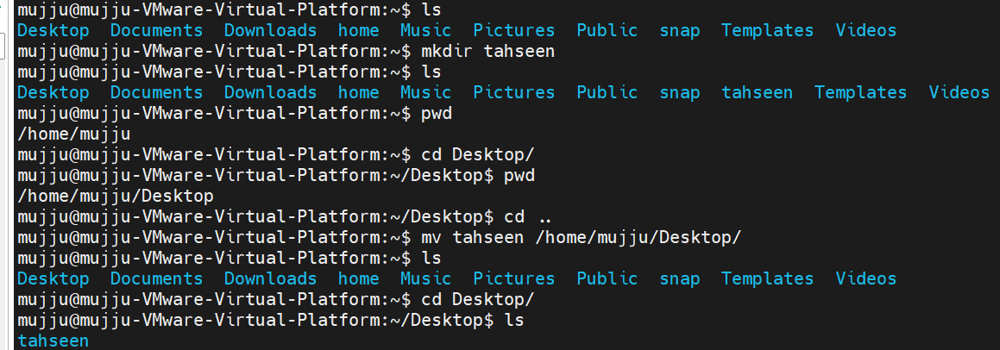 mujju@mujju-VMware-Virtual-Platform:~$ ls
Desktop  Documents  Downloads  home  Music  Pictures  Public  snap  Templates  Videos
mujju@mujju-VMware-Virtual-Platform:~$ mkdir tahseen
mujju@mujju-VMware-Virtual-Platform:~$ ls
Desktop  Documents  Downloads  home  Music  Pictures  Public  snap  tahseen  Templates  Videos
mujju@mujju-VMware-Virtual-Platform:~$ pwd
/home/mujju
mujju@mujju-VMware-Virtual-Platform:~$ cd Desktop/
mujju@mujju-VMware-Virtual-Platform:~/Desktop$ pwd
/home/mujju/Desktop
mujju@mujju-VMware-Virtual-Platform:~/Desktop$ cd ..
mujju@mujju-VMware-Virtual-Platform:~$ mv tahseen /home/mujju/Desktop/
mujju@mujju-VMware-Virtual-Platform:~$ ls
Desktop  Documents  Downloads  home  Music  Pictures  Public  snap  Templates  Videos
mujju@mujju-VMware-Virtual-Platform:~$ cd Desktop/
mujju@mujju-VMware-Virtual-Platform:~/Desktop$ ls
tahseen